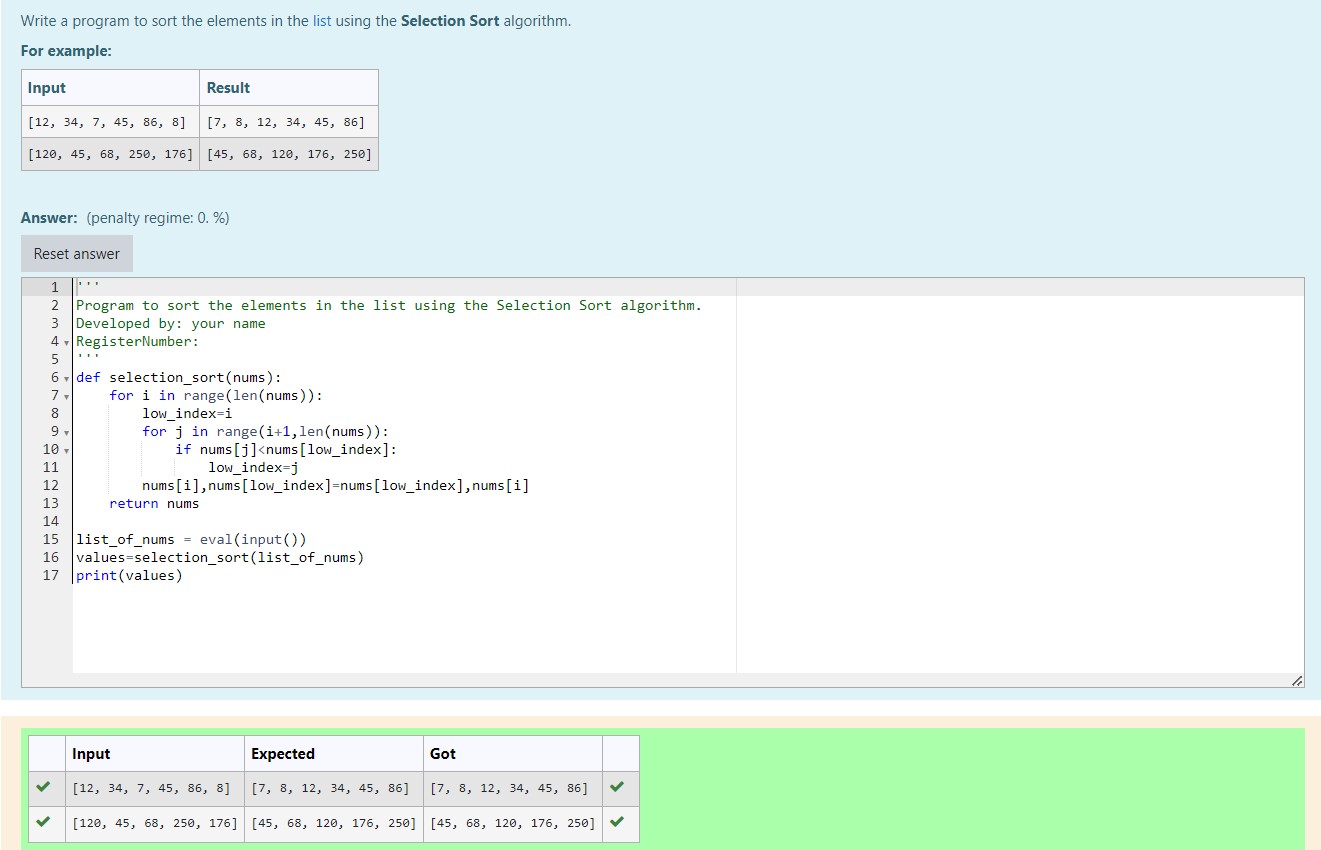 Write a program to sort the elements in the list using the Selection Sort algorithm.
For example:
Input Result
[12, 34, 7, 45, 86, 8] [7, 8, 12, 34, 45, 86]
[120, 45, 68, 250, 176] [45, 68, 120, 176, 250]
Answer: (penalty regime: 0. %)
Reset answer
1 '''
2 Program to sort the elements in the list using the Selection Sort algorithm.
3 Developed by: your name
4 RegisterNumber:
5 '''
6 def selection_sort(nums):
7     for i in range(len(nums)):
8         low_index=i
9         for j in range(i+1,len(nums)):
10             if nums[j]<nums[low_index]:
11                 low_index=j
12         nums[i],nums[low_index]=nums[low_index],nums[i]
13     return nums
14
15 list_of_nums = eval(input())
16 values=selection_sort(list_of_nums)
17 print(values)
Input Expected Got
[12, 34, 7, 45, 86, 8] [7, 8, 12, 34, 45, 86] [7, 8, 12, 34, 45, 86]
[120, 45, 68, 250, 176] [45, 68, 120, 176, 250] [45, 68, 120, 176, 250]